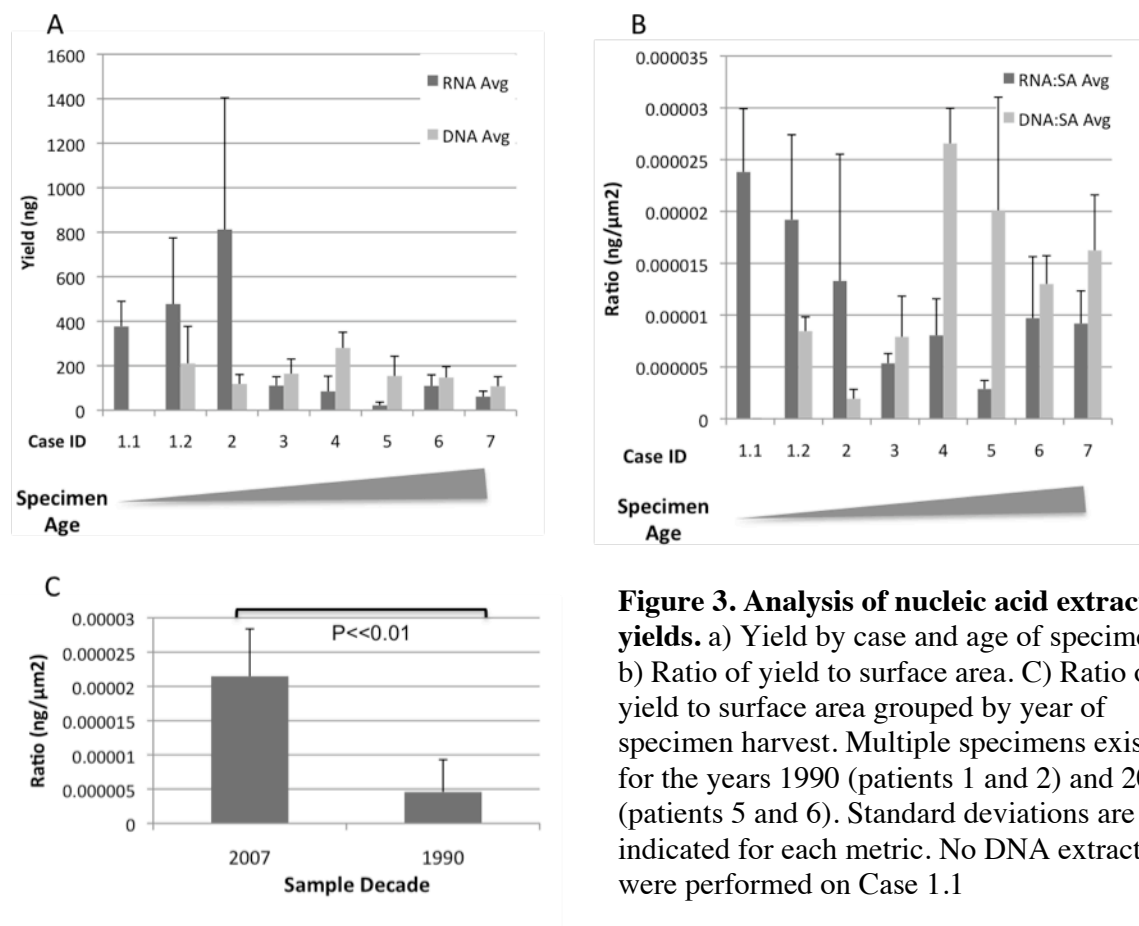 A
1600
1400
1200
1000
800
600
400
200
0
Yield (ng)
RNA Avg
DNA Avg
Case ID 1.1 1.2 2 3 4 5 6 7
Specimen
Age
B
0.000035
0.00003
0.000025
0.00002
0.000015
0.00001
0.000005
0
Ratio (ng/μm2)
RNA:SA Avg
DNA:SA Avg
Case ID 1.1 1.2 2 3 4 5 6 7
Specimen
Age
C
0.00003
0.000025
0.00002
0.000015
0.00001
0.000005
0
Ratio (ng/μm2)
P<<0.01
2007 1990
Sample Decade
Figure 3. Analysis of nucleic acid extrac
yields. a) Yield by case and age of specime
b) Ratio of yield to surface area. C) Ratio
yield to surface area grouped by year of
specimen harvest. Multiple specimens exis
for the years 1990 (patients 1 and 2) and
(patients 5 and 6). Standard deviations are
indicated for each metric. No DNA extract
were performed on Case 1.1